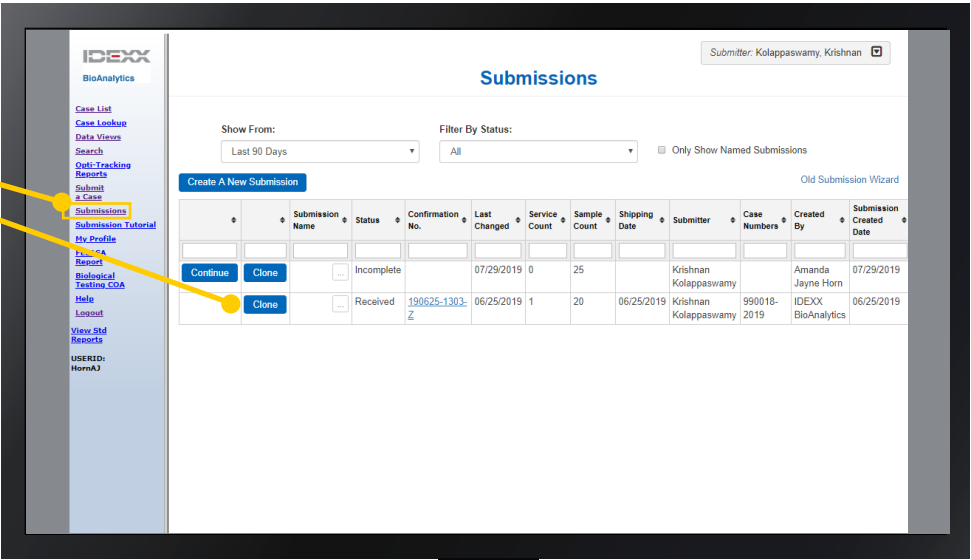 IDEXX
BioAnalytics
Case List
Case Lookup
Data Views
Search
Opti-Tracking
Reports
Submit
a Case
Submissions
Submission Tutorial
My Profile
Report
Biological
Testing COA
Help
Logout
View Std
Reports
USERID:
HornAJ
Submitter: Kolappaswamy, Krishnan
Submissions
Show From:
Filter By Status:
Last 90 Days
All
Only Show Named Submissions
Create A New Submission
Old Submission Wizard
Submission Name
Status
Confirmation No.
Last Changed
Service Count
Sample Count
Shipping Date
Submitter
Case Numbers
Created By
Submission Created Date
Continue Clone ... Incomplete 07/29/2019 0 25 Krishnan Amanda 07/29/2019
Kolappaswamy Jayne Horn
Clone ... Received 190625-1303- 06/25/2019 1 20 06/25/2019 Krishnan 990018- IDEXX 06/25/2019
Z Kolappaswamy 2019 BioAnalytics